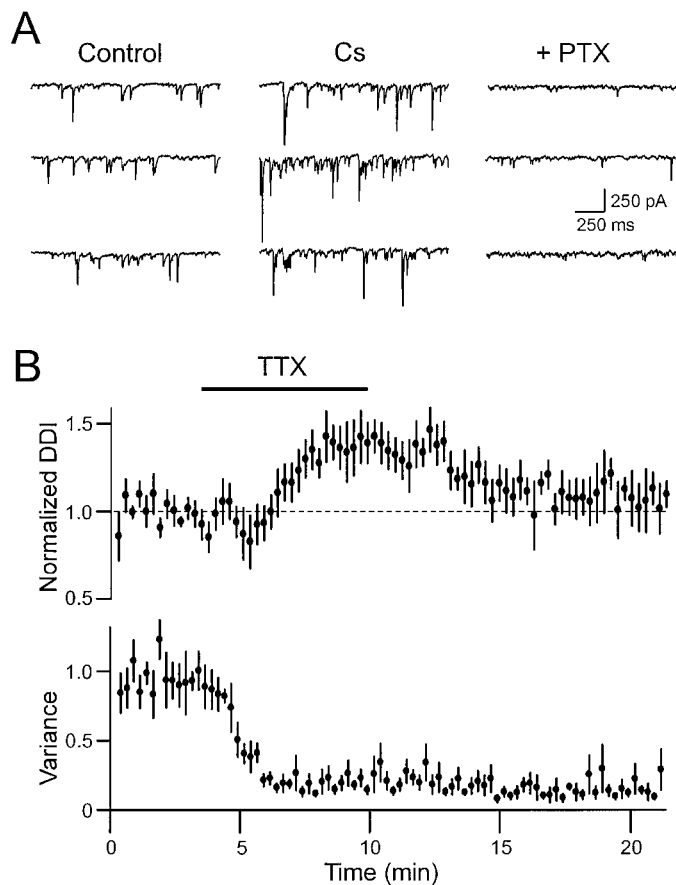 A
Control Cs + PTX
250 pA
250 ms
B
TTX
Normalized DDI
1.5
1.0
0.5
Variance
1.0
0.5
0
0 5 10 15 20
Time (min)